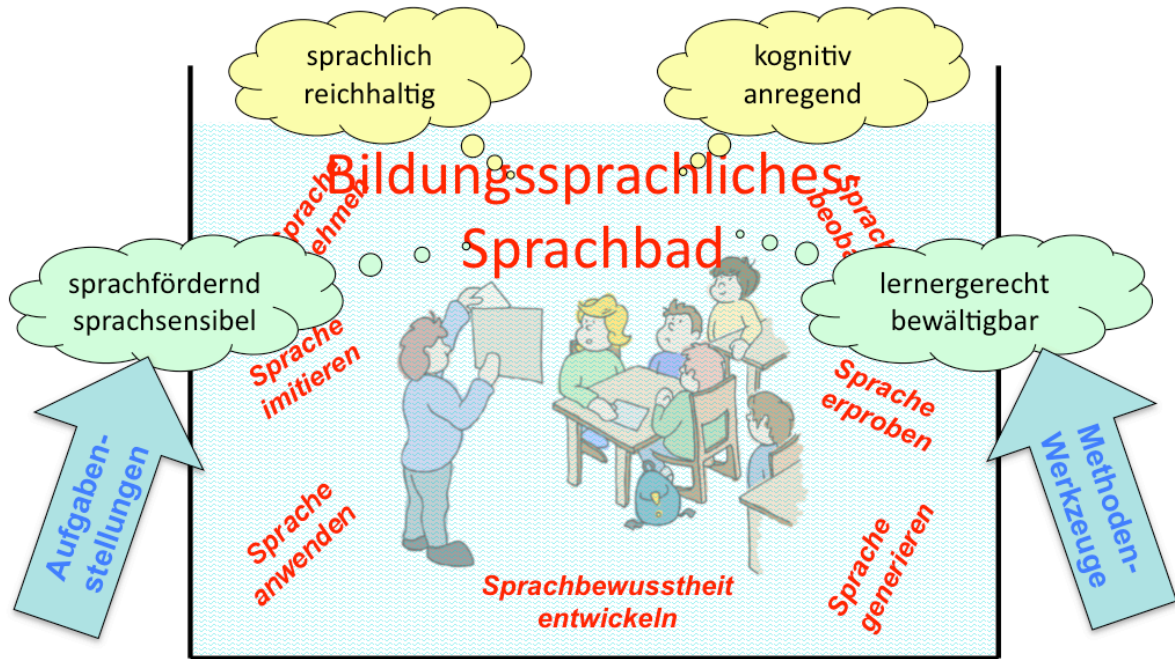 sprachlich
reichhaltig
kognitiv
anregend
Bildungssprachliches
Sprachbad
Sprache
sprachfördernd
sprachsensibel
lernergerecht
bewältigbar
Sprache
imitieren
Sprache
erproben
Aufgaben-
stellungen
Methoden-
Werkzeuge
Sprache
anwenden
Sprachbewusstheit
entwickeln
Sprache
generieren